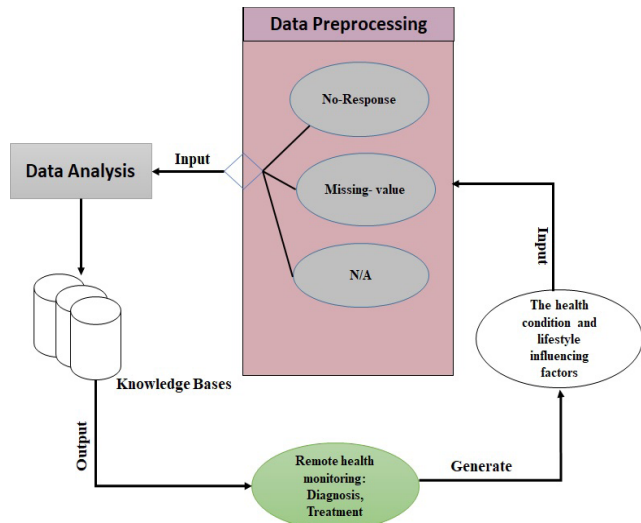 Data Preprocessing
No-Response
Missing- value
N/A
Input
Data Analysis
Knowledge Bases
Output
Remote health
monitoring:
Diagnosis,
Treatment
Generate
The health
condition and
lifestyle
influencing
factors
Input